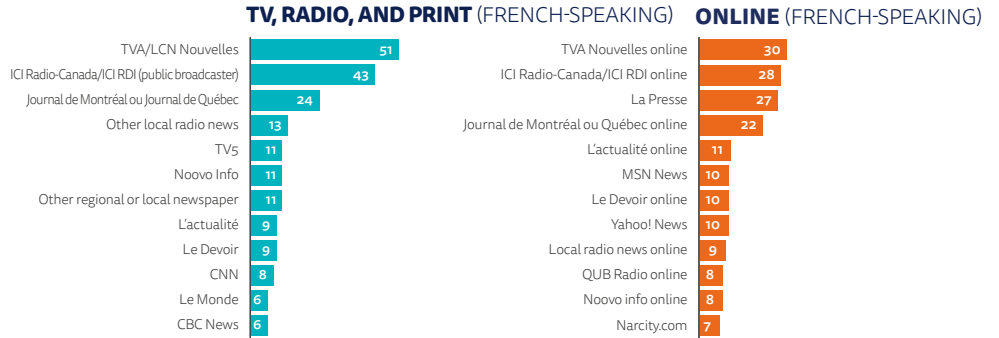 TV, RADIO, AND PRINT (FRENCH-SPEAKING)
TVA/LCN Nouvelles 51
ICI Radio-Canada/ICI RDI (public broadcaster) 43
Journal de Montréal ou Journal de Québec 24
Other local radio news 13
TV5 11
Noovo Info 11
Other regional or local newspaper 11
L'actualité 9
Le Devoir 9
CNN 8
Le Monde 6
CBC News 6
ONLINE (FRENCH-SPEAKING)
TVA Nouvelles online 30
ICI Radio-Canada/ICI RDI online 28
La Presse 27
Journal de Montréal ou Québec online 22
L'actualité online 11
MSN News 10
Le Devoir online 10
Yahoo! News 10
Local radio news online 9
QUB Radio online 8
Noovo info online 8
Narcity.com 7